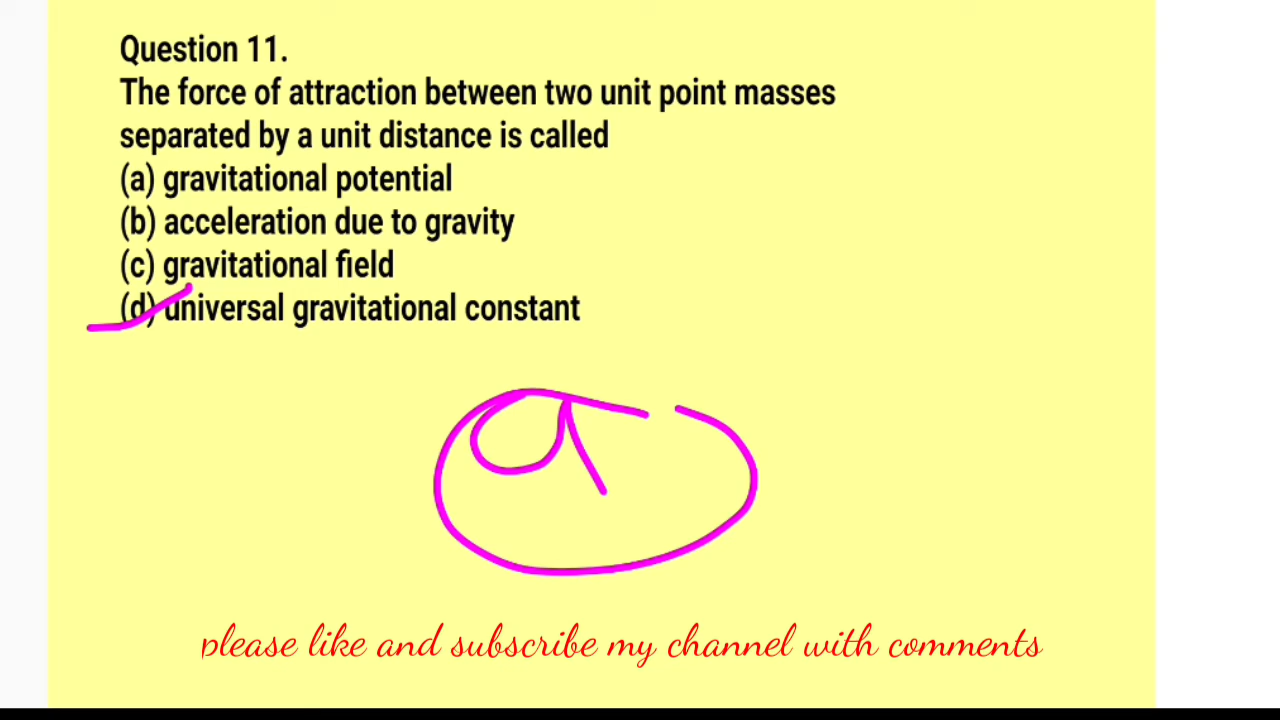 Question 11.
The force of attraction between two unit point masses
separated by a unit distance is called
(a) gravitational potential
(b) acceleration due to gravity
(c) gravitational field
(d) universal gravitational constant
please like and subscribe my channel with comments